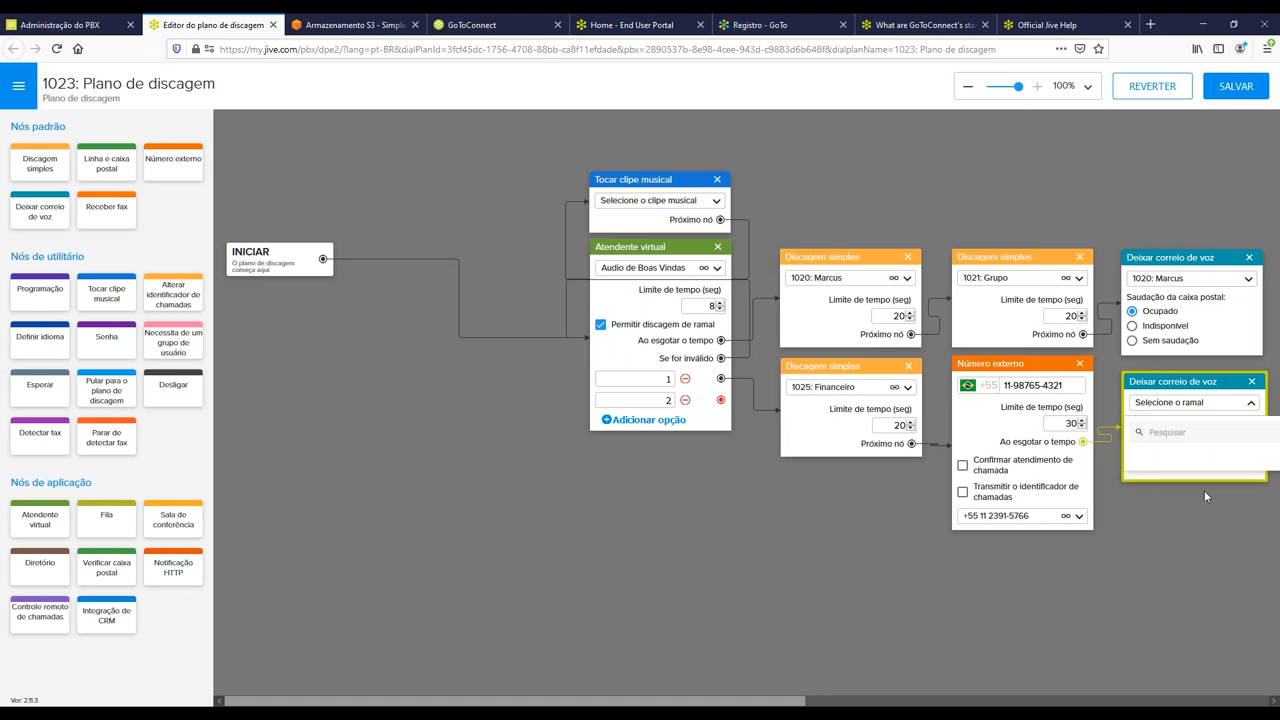 Administração do PBX
Editor do plano de discagem
Armazenamento S3 - Simple
GoToConnect
Home - End User Portal
Registro - GoTo
What are GoToConnect's sta
Official Jive Help
https://my.jive.com/pbx/dpe2/?lang=pt-BR&dialPlanId=3fcf45dc-1756-4708-88bb-ca8f11efdade&pbx=2890537b-8e98-4cee-943d-c9883d6b648f&dialplanName=1023: Plano de discagem
1023: Plano de discagem
Plano de discagem
100%
REVERTER
SALVAR
Nós padrão
Discagem
simples
Linha e caixa
postal
Número externo
Deixar correio
de voz
Receber fax
Nós de utilitário
Programação
Tocar clipe
musical
Alterar
identificador de
chamadas
Definir idioma
Senha
Necessita de um
grupo de
usuário
Esperar
Pular para o
plano de
discagem
Desligar
Detectar fax
Parar de
detectar fax
Nós de aplicação
Atendente
virtual
Fila
Sala de
conferência
Diretório
Verificar caixa
postal
Notificação
HTTP
Controle remoto
de chamadas
Integração de
CRM
Ver: 2.11.3
INICIAR
O plano de discagem
começa aqui
Tocar clipe musical
Selecione o clipe musical
Próximo nó
Atendente virtual
Audio de Boas Vindas
Limite de tempo (seg)
8
Permitir discagem de ramal
Ao esgotar o tempo
Se for inválido
1
2
Adicionar opção
Discagem simples
1020: Marcus
Limite de tempo (seg)
20
Próximo nó
Discagem simples
1025: Financeiro
Limite de tempo (seg)
20
Próximo nó
Discagem simples
1021: Grupo
Limite de tempo (seg)
20
Próximo nó
Número externo
+55 11-98765-4321
Limite de tempo (seg)
30
Ao esgotar o tempo
Confirmar atendimento de
chamada
Transmitir o identificador de
chamadas
+55 11 2391-5766
Deixar correio de voz
1020: Marcus
Saudação da caixa postal:
Ocupado
Indisponível
Sem saudação
Deixar correio de voz
Selecione o ramal
Pesquisar